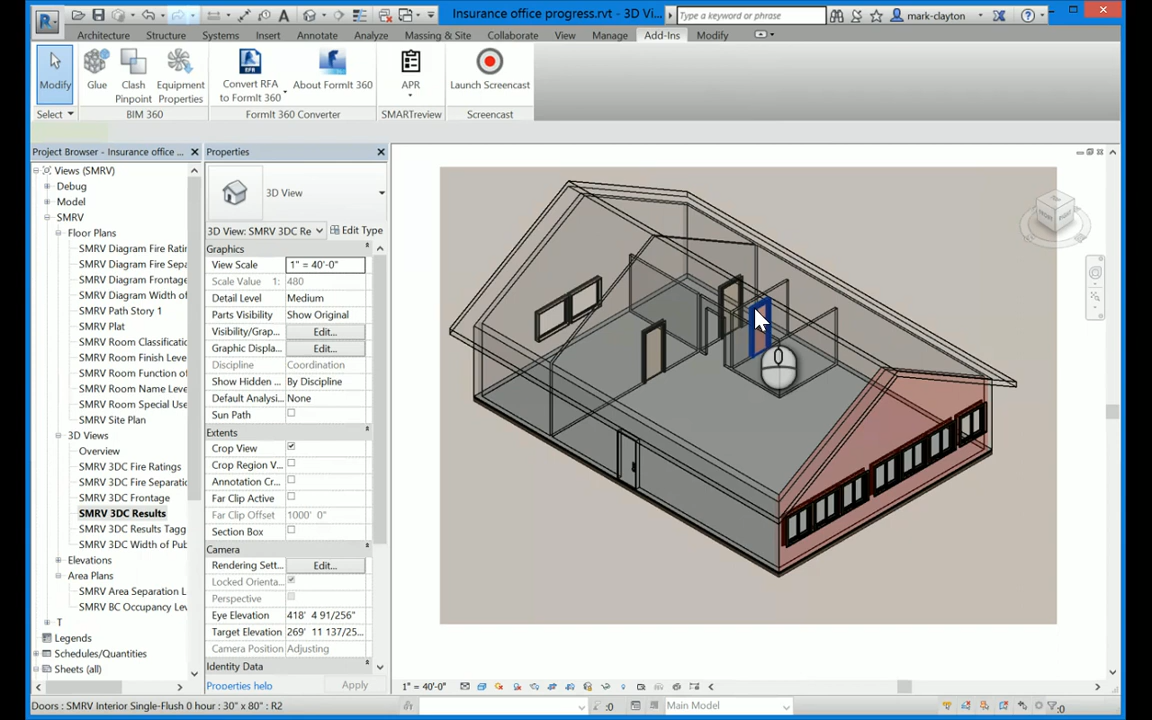 Insurance office progress.rvt - 3D Vi...
Type a keyword or phrase
mark-clayton
Architecture Structure Systems Insert Annotate Analyze Massing & Site Collaborate View Manage Add-Ins Modify
Modify
Glue
Clash
Pinpoint
Equipment
Properties
Convert RFA
to FormIt 360
About FormIt 360
APR
Launch Screencast
Select
BIM 360
FormIt 360 Converter
SMARTreview
Screencast
Project Browser - Insurance office ...
Views (SMRV)
Debug
Model
SMRV
Floor Plans
SMRV Diagram Fire Ratin
SMRV Diagram Fire Sepa
SMRV Diagram Frontage
SMRV Diagram Width of
SMRV Path Story 1
SMRV Plat
SMRV Room Classificati
SMRV Room Finish Level
SMRV Room Name Level
SMRV Room Special Use
SMRV Site Plan
3D Views
Overview
SMRV 3DC Fire Ratings
SMRV 3DC Fire Separatio
SMRV 3DC Frontage
SMRV 3DC Results
SMRV 3DC Results Tagg
SMRV 3DC Width of Pub
Elevations
Area Plans
SMRV Area Separation L
SMRV BC Occupancy Lev
T
Legends
Schedules/Quantities
Sheets (all)
Properties
3D View
3D View: SMRV 3DC Re
Edit Type
Graphics
View Scale 1" = 40'-0"
Scale Value 1: 480
Detail Level Medium
Parts Visibility Show Original
Visibility/Grap... Edit...
Graphic Displa... Edit...
Discipline Coordination
Show Hidden ... By Discipline
Default Analysi... None
Sun Path
Extents
Crop View
Crop Region V...
Annotation Cr...
Far Clip Active
Far Clip Offset 1000' 0"
Section Box
Camera
Rendering Sett... Edit...
Locked Orienta...
Perspective
Eye Elevation 418' 4 91/256"
Target Elevation 269' 11 137/25...
Camera Position Adjusting
Identity Data
Properties help
Apply
FRONT
RIGHT
1" = 40'-0"
Doors : SMRV Interior Single-Flush 0 hour : 30" x 80" : R2
:0
Main Model
:0